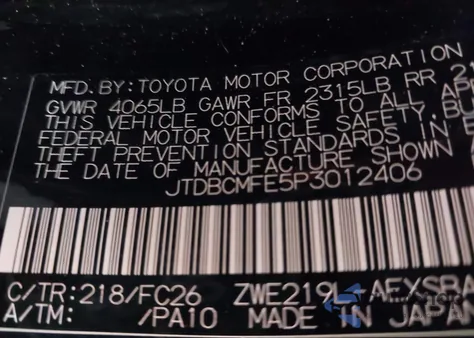 MFD. BY: TOYOTA MOTOR CORPORATION
GVWR 4065LB GAWR FR 2315LB RR
THIS VEHICLE CONFORMS TO ALL
FEDERAL MOTOR VEHICLE SAFETY,
THEFT PREVENTION STANDARDS IN
THE DATE OF MANUFACTURE SHOWN
JTDBCMFE5P3012406
C/TR: 218/FC26 ZWE219L-AEXSBA
A/TM: /PA10 MADE IN JAPAN